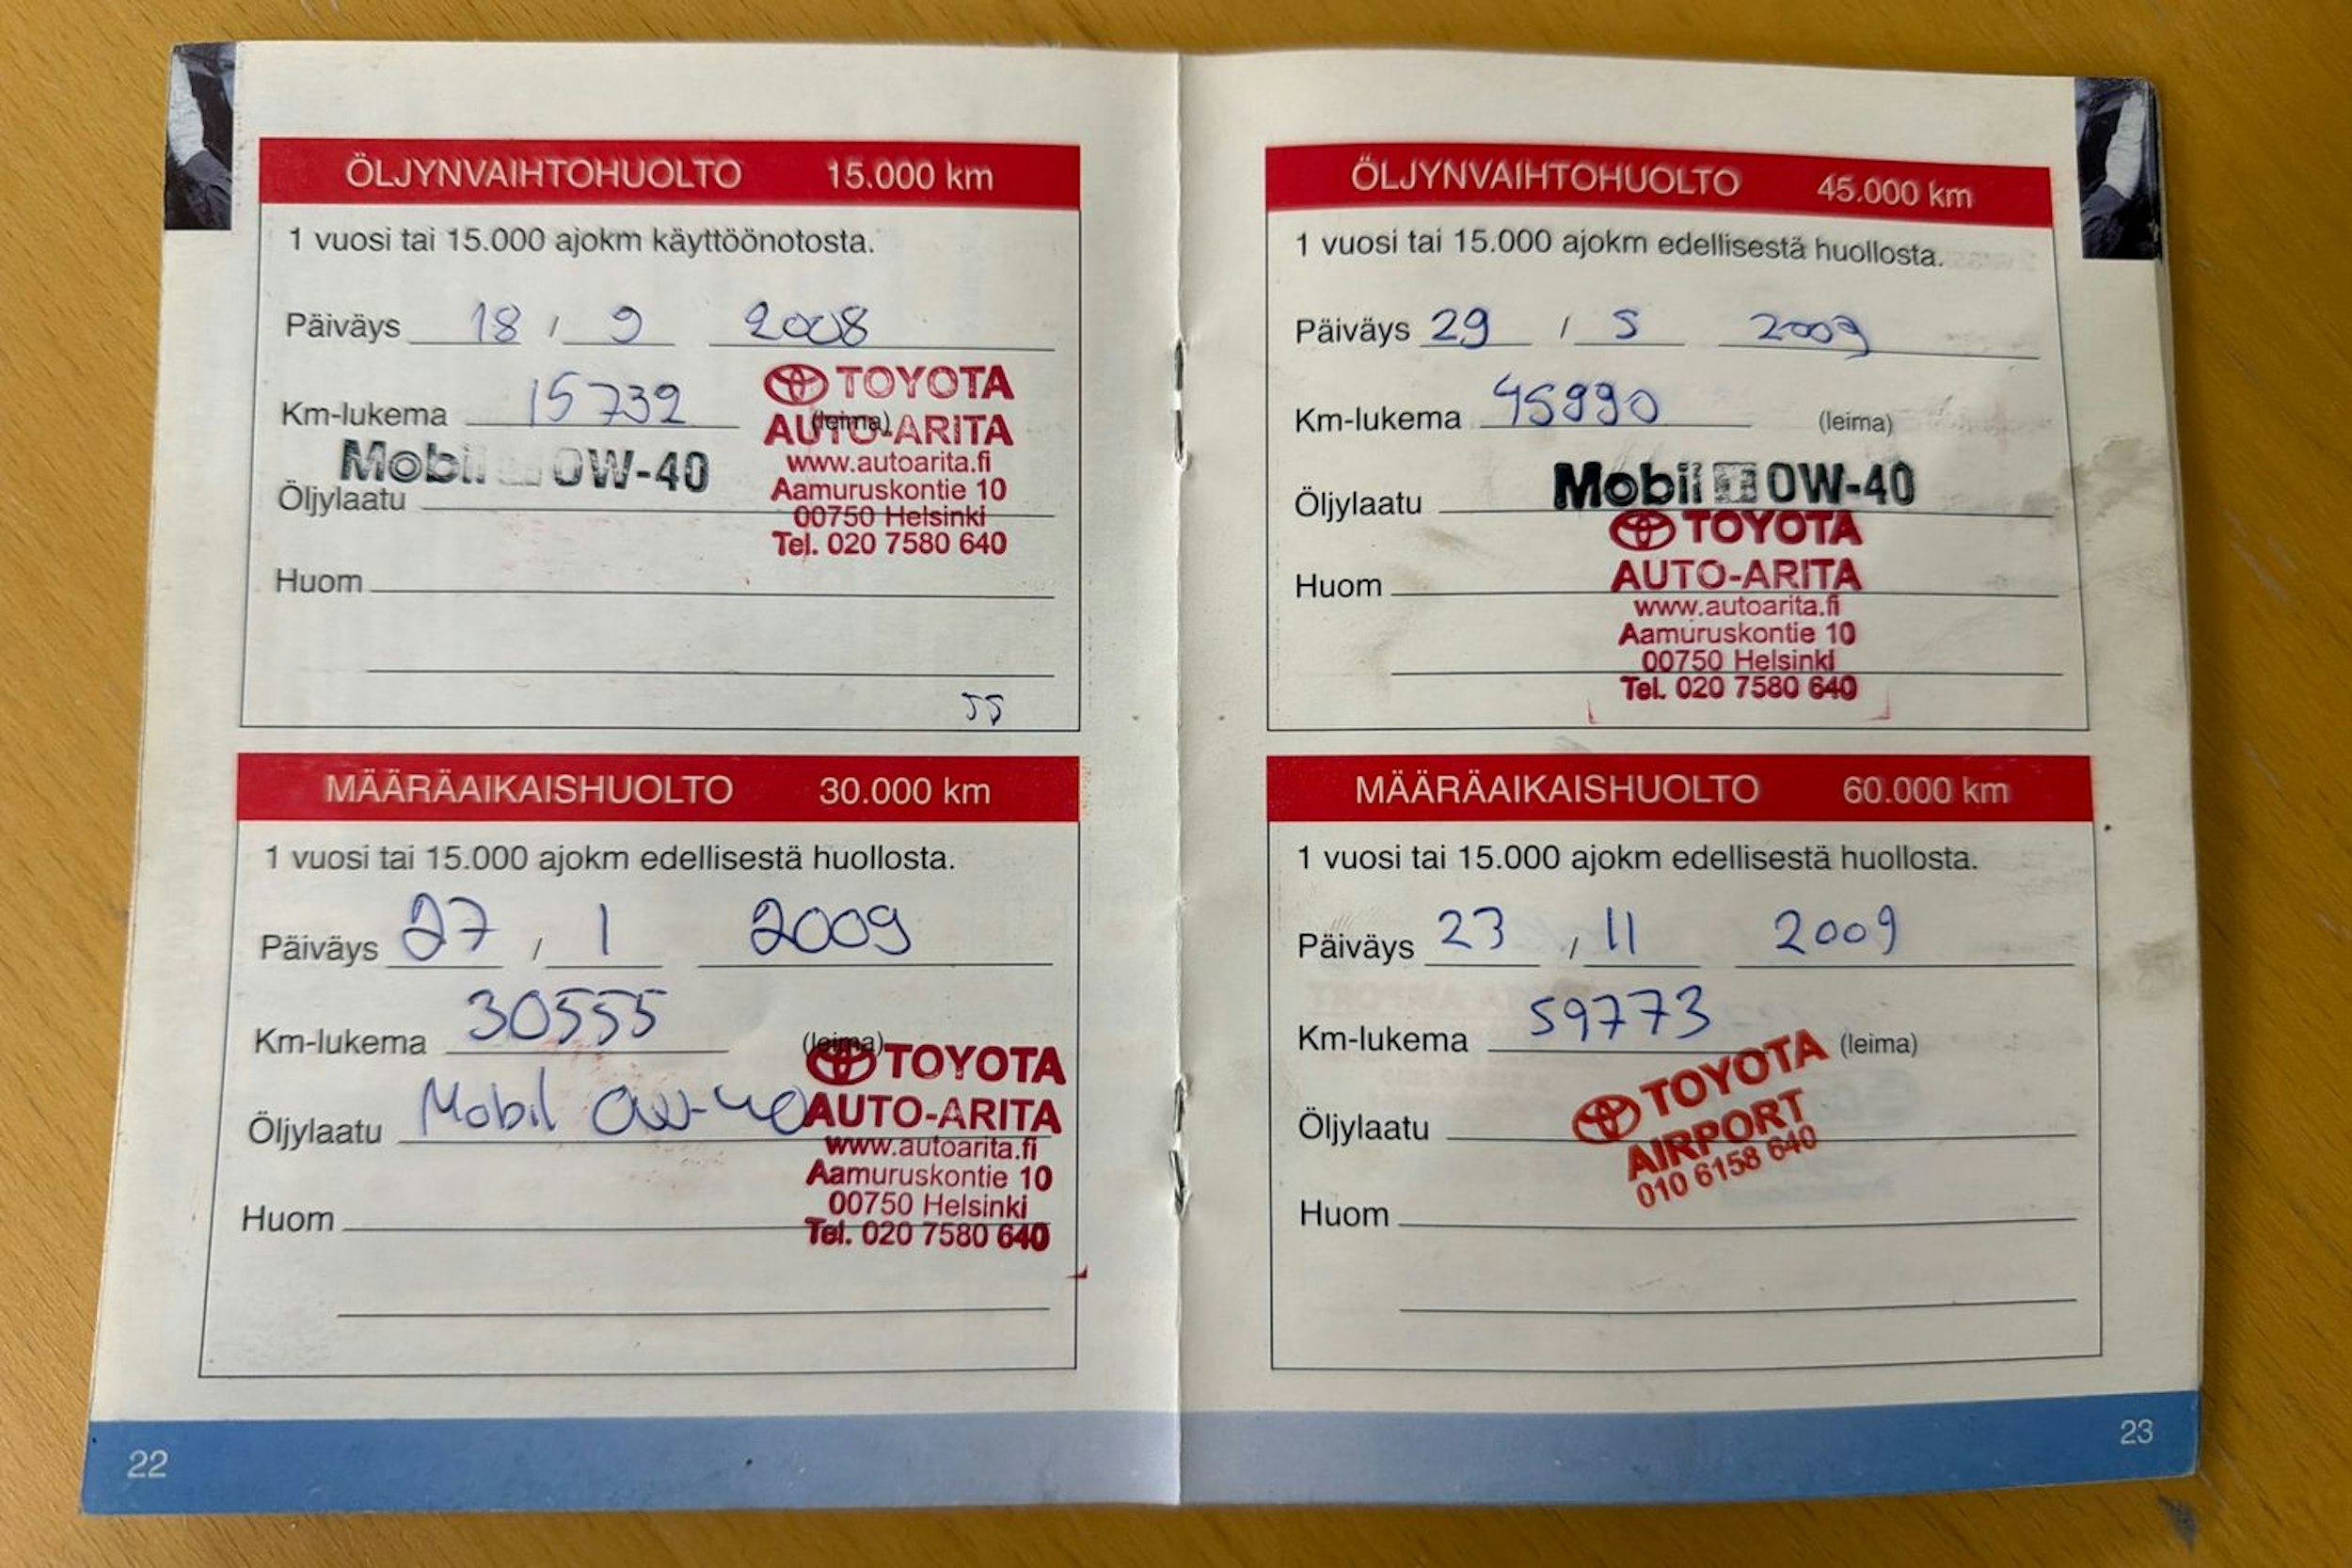 ÖLJYNVAIHTOHUOLTO 15.000 km
1 vuosi tai 15.000 ajokm käyttöönotosta.
Päiväys 18 / 9 2008
Km-lukema 15732 (leima)
TOYOTA
AUTO-ARITA
www.autoarita.fi
Aamuruskontie 10
00750 Helsinki
Tel. 020 7580 640
Mobil 1 0W-40
Öljylaatu
Huom
MÄÄRÄAIKAISHUOLTO 30.000 km
1 vuosi tai 15.000 ajokm edellisestä huollosta.
Päiväys 27 / 1 2009
Km-lukema 30555 (leima)
Öljylaatu Mobil 0W-40
TOYOTA
AUTO-ARITA
www.autoarita.fi
Aamuruskontie 10
00750 Helsinki
Tel. 020 7580 640
Huom
22
ÖLJYNVAIHTOHUOLTO 45.000 km
1 vuosi tai 15.000 ajokm edellisestä huollosta.
Päiväys 29 / 5 2009
Km-lukema 45990 (leima)
Öljylaatu Mobil 1 0W-40
TOYOTA
AUTO-ARITA
www.autoarita.fi
Aamuruskontie 10
00750 Helsinki
Tel. 020 7580 640
Huom
MÄÄRÄAIKAISHUOLTO 60.000 km
1 vuosi tai 15.000 ajokm edellisestä huollosta.
Päiväys 23 / 11 2009
Km-lukema 59773 (leima)
TOYOTA
AIRPORT
010 6158 640
Öljylaatu
Huom
23